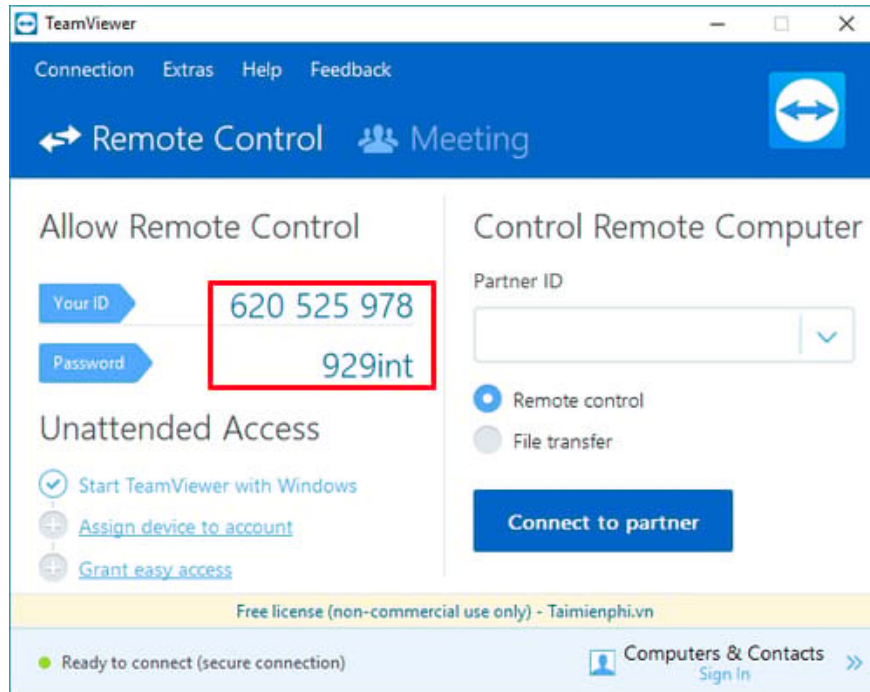 TeamViewer
Connection Extras Help Feedback
Remote Control Meeting
Allow Remote Control
Your ID 620 525 978
Password 929int
Unattended Access
Start TeamViewer with Windows
Assign device to account
Grant easy access
Control Remote Computer
Partner ID
Remote control
File transfer
Connect to partner
Free license (non-commercial use only) - Taimienphi.vn
Ready to connect (secure connection)
Computers & Contacts
Sign In